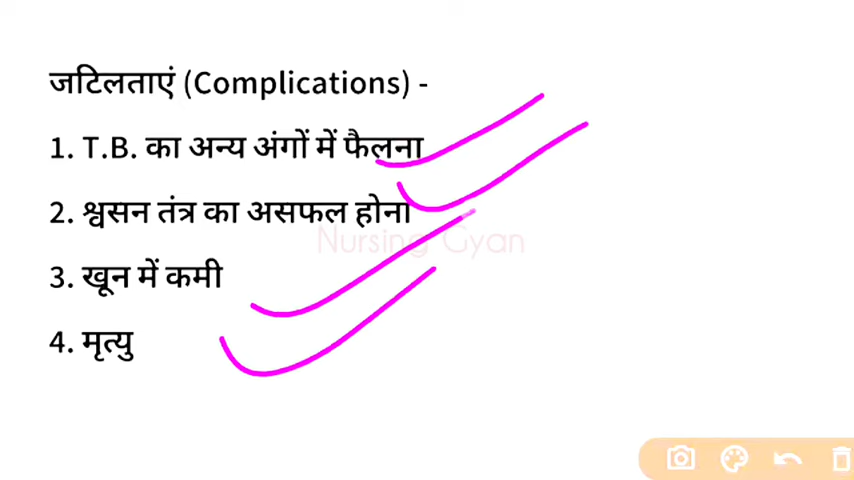 जटिलताएं (Complications) -
1. T.B. का अन्य अंगों में फैलना
2. श्वसन तंत्र का असफल होना
Nursing Gyan
3. खून में कमी
4. मृत्यु